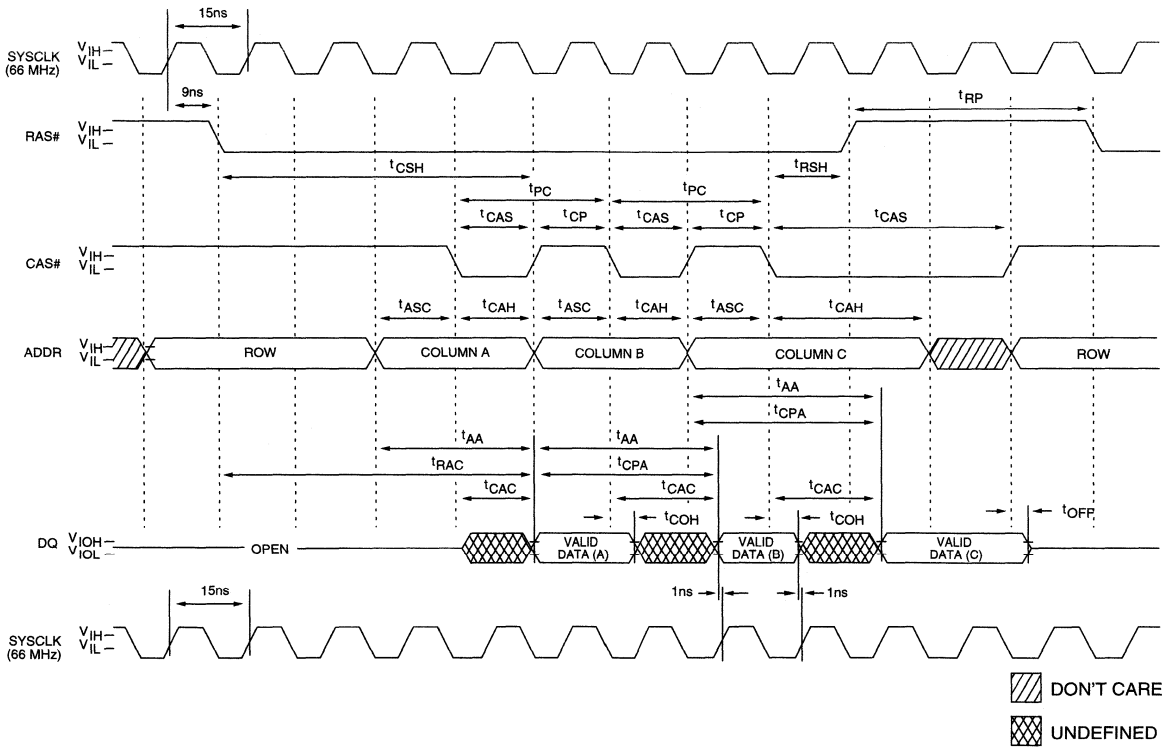 15ns
SYSCLK
(66 MHz)
VIH
VIL
9ns
tRP
RAS#
VIH
VIL
tCSH
tRSH
tPC
tPC
tCAS
tCP
tCAS
tCP
tCAS
CAS#
VIH
VIL
tASC
tCAH
tASC
tCAH
tASC
tCAH
ADDR
VIH
VIL
ROW
COLUMN A
COLUMN B
COLUMN C
ROW
tAA
tCPA
tAA
tAA
tRAC
tCPA
tCAC
tCAC
tCAC
tCOH
tCOH
tOFF
DQ
VIOH
VIOL
OPEN
VALID
DATA (A)
VALID
DATA (B)
VALID
DATA (C)
15ns
1ns
1ns
SYSCLK
(66 MHz)
VIH
VIL
DON'T CARE
UNDEFINED